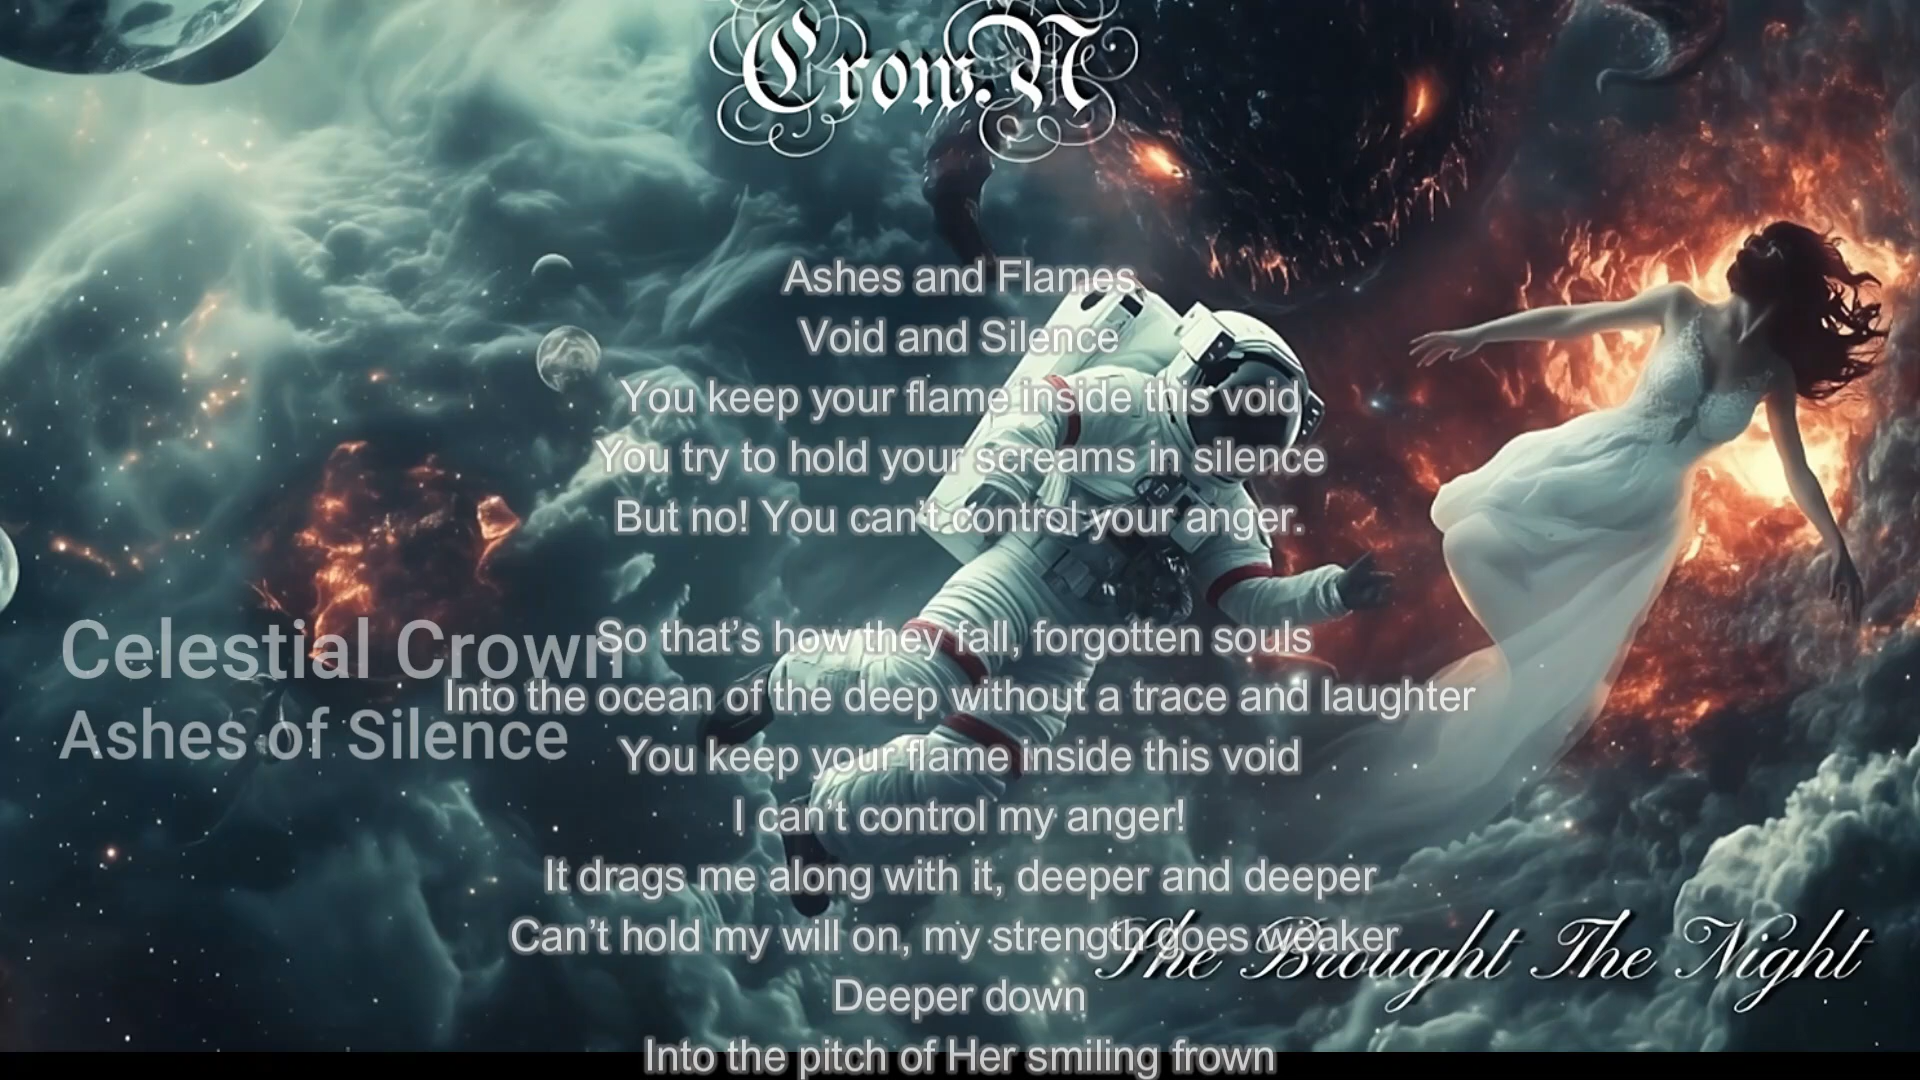 Crow.N
Ashes and Flames
Void and Silence
You keep your flame inside this void
You try to hold your screams in silence
But no! You can’t control your anger.
So that’s how they fall, forgotten souls
Into the ocean of the deep without a trace and laughter
You keep your flame inside this void
I can’t control my anger!
It drags me along with it, deeper and deeper
Can’t hold my will on, my strength goes weaker
Deeper down
Into the pitch of Her smiling frown
Celestial Crown
Ashes of Silence
She Brought The Night